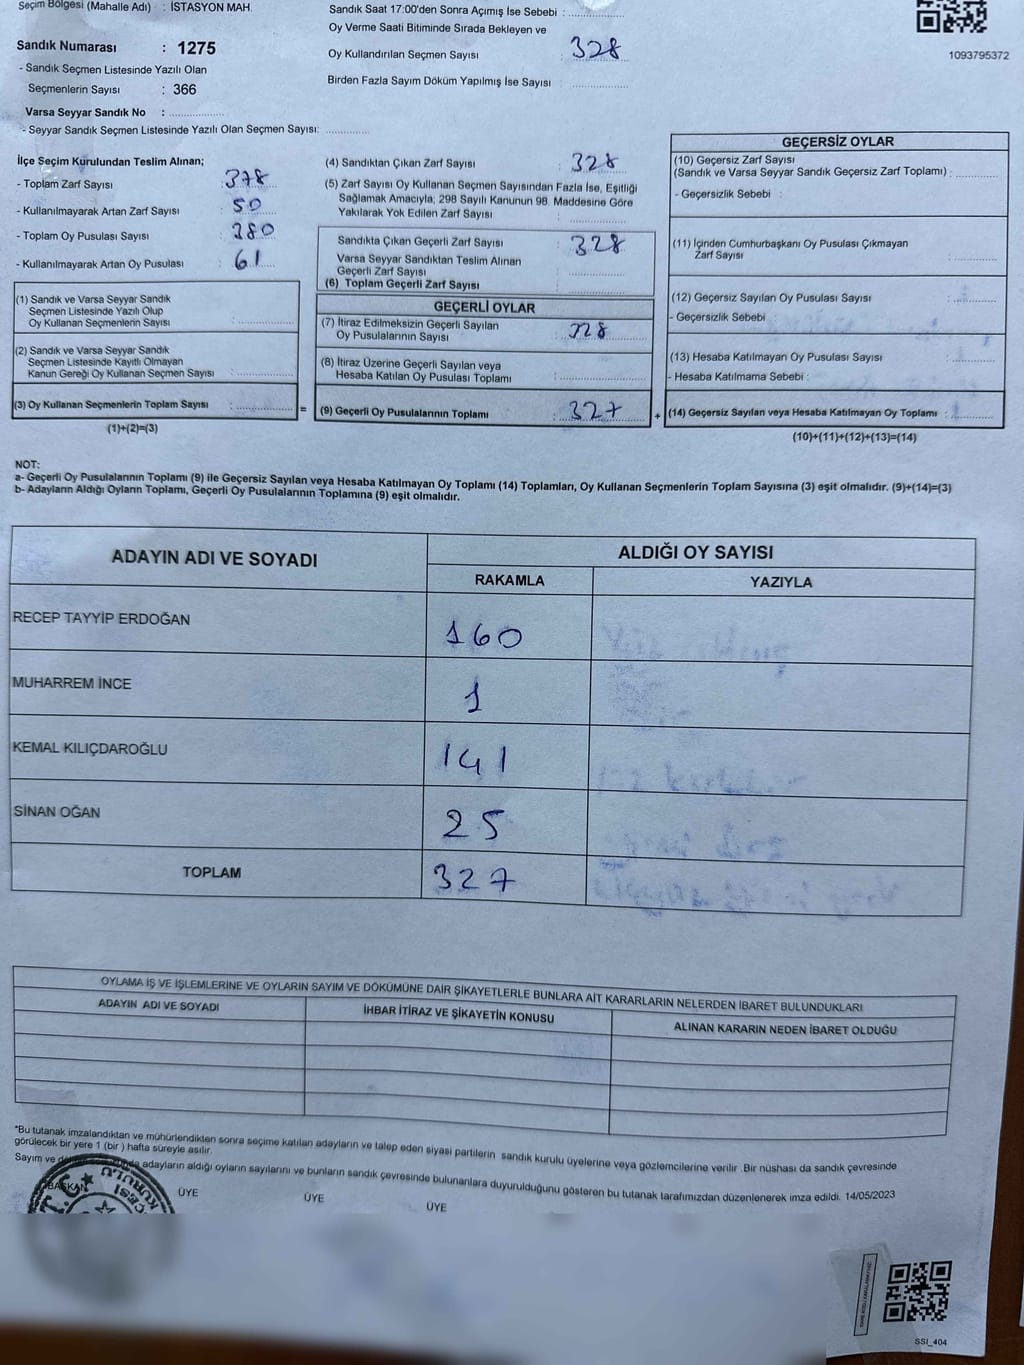 Seçim Bölgesi (Mahalle Adı) : İSTASYON MAH.
Sandık Numarası : 1275
- Sandık Seçmen Listesinde Yazılı Olan
Seçmenlerin Sayısı : 366
Varsa Seyyar Sandık No :
- Seyyar Sandık Seçmen Listesinde Yazılı Olan Seçmen Sayısı:
Sandık Saat 17:00'den Sonra Açımış İse Sebebi :
Oy Verme Saati Bitiminde Sırada Bekleyen ve
Oy Kullandırılan Seçmen Sayısı : 328
Birden Fazla Sayım Döküm Yapılmış İse Sayısı
1093795372
İlçe Seçim Kurulundan Teslim Alınan;
- Toplam Zarf Sayısı : 378
- Kullanılmayarak Artan Zarf Sayısı : 50
- Toplam Oy Pusulası Sayısı : 380
- Kullanılmayarak Artan Oy Pusulası : 61
(1) Sandık ve Varsa Seyyar Sandık
Seçmen Listesinde Yazılı Olup
Oy Kullanan Seçmenlerin Sayısı :
(2) Sandık ve Varsa Seyyar Sandık
Seçmen Listesinde Kayıtlı Olmayan
Kanun Gereği Oy Kullanan Seçmen Sayısı :
(3) Oy Kullanan Seçmenlerin Toplam Sayısı :
(1)+(2)=(3)
=
(4) Sandıktan Çıkan Zarf Sayısı : 328
(5) Zarf Sayısı Oy Kullanan Seçmen Sayısından Fazla İse, Eşitliği
Sağlamak Amacıyla; 298 Sayılı Kanunun 98. Maddesine Göre
Yakılarak Yok Edilen Zarf Sayısı
Sandıkta Çıkan Geçerli Zarf Sayısı : 328
Varsa Seyyar Sandıktan Teslim Alınan
Geçerli Zarf Sayısı
(6) Toplam Geçerli Zarf Sayısı :
GEÇERLİ OYLAR
(7) İtiraz Edilmeksizin Geçerli Sayılan
Oy Pusulalarının Sayısı : 328
(8) İtiraz Üzerine Geçerli Sayılan veya
Hesaba Katılan Oy Pusulası Toplamı :
(9) Geçerli Oy Pusulalarının Toplamı : 327
+
GEÇERSİZ OYLAR
(10) Geçersiz Zarf Sayısı
(Sandık ve Varsa Seyyar Sandık Geçersiz Zarf Toplamı) :
- Geçersizlik Sebebi :
(11) İçinden Cumhurbaşkanı Oy Pusulası Çıkmayan
Zarf Sayısı :
(12) Geçersiz Sayılan Oy Pusulası Sayısı : 1
- Geçersizlik Sebebi :
(13) Hesaba Katılmayan Oy Pusulası Sayısı :
- Hesaba Katılmama Sebebi :
(14) Geçersiz Sayılan veya Hesaba Katılmayan Oy Toplamı : 1
(10)+(11)+(12)+(13)=(14)
NOT:
a- Geçerli Oy Pusulalarının Toplamı (9) ile Geçersiz Sayılan veya Hesaba Katılmayan Oy Toplamı (14) Toplamları, Oy Kullanan Seçmenlerin Toplam Sayısına (3) eşit olmalıdır. (9)+(14)=(3)
b- Adayların Aldığı Oyların Toplamı, Geçerli Oy Pusulalarının Toplamına (9) eşit olmalıdır.
ADAYIN ADI VE SOYADI
ALDIĞI OY SAYISI
RAKAMLA YAZIYLA
RECEP TAYYİP ERDOĞAN 160
MUHARREM İNCE 1
KEMAL KILIÇDAROĞLU 141
SİNAN OĞAN 25
TOPLAM 327
OYLAMA İŞ VE İŞLEMLERİNE VE OYLARIN SAYIM VE DÖKÜMÜNE DAİR ŞİKAYETLERLE BUNLARA AİT KARARLARIN NELERDEN İBARET BULUNDUKLARI
ADAYIN ADI VE SOYADI İHBAR İTİRAZ VE ŞİKAYETİN KONUSU ALINAN KARARIN NEDEN İBARET OLDUĞU
*Bu tutanak imzalandıktan ve mühürlendikten sonra seçime katılan adayların ve talep eden siyasi partilerin sandık kurulu üyelerine veya gözlemcilerine verilir. Bir nüshası da sandık çevresinde
görülecek bir yere 1 (bir ) hafta süreyle asılır.
Sayım ve adayların aldığı oyların sayılarını ve bunların sandık çevresinde bulunanlara duyurulduğunu gösteren bu tutanak tarafımızdan düzenlenerek imza edildi. 14/05/2023
BAŞKAN ÜYE ÜYE ÜYE
T.C.
SSI_404